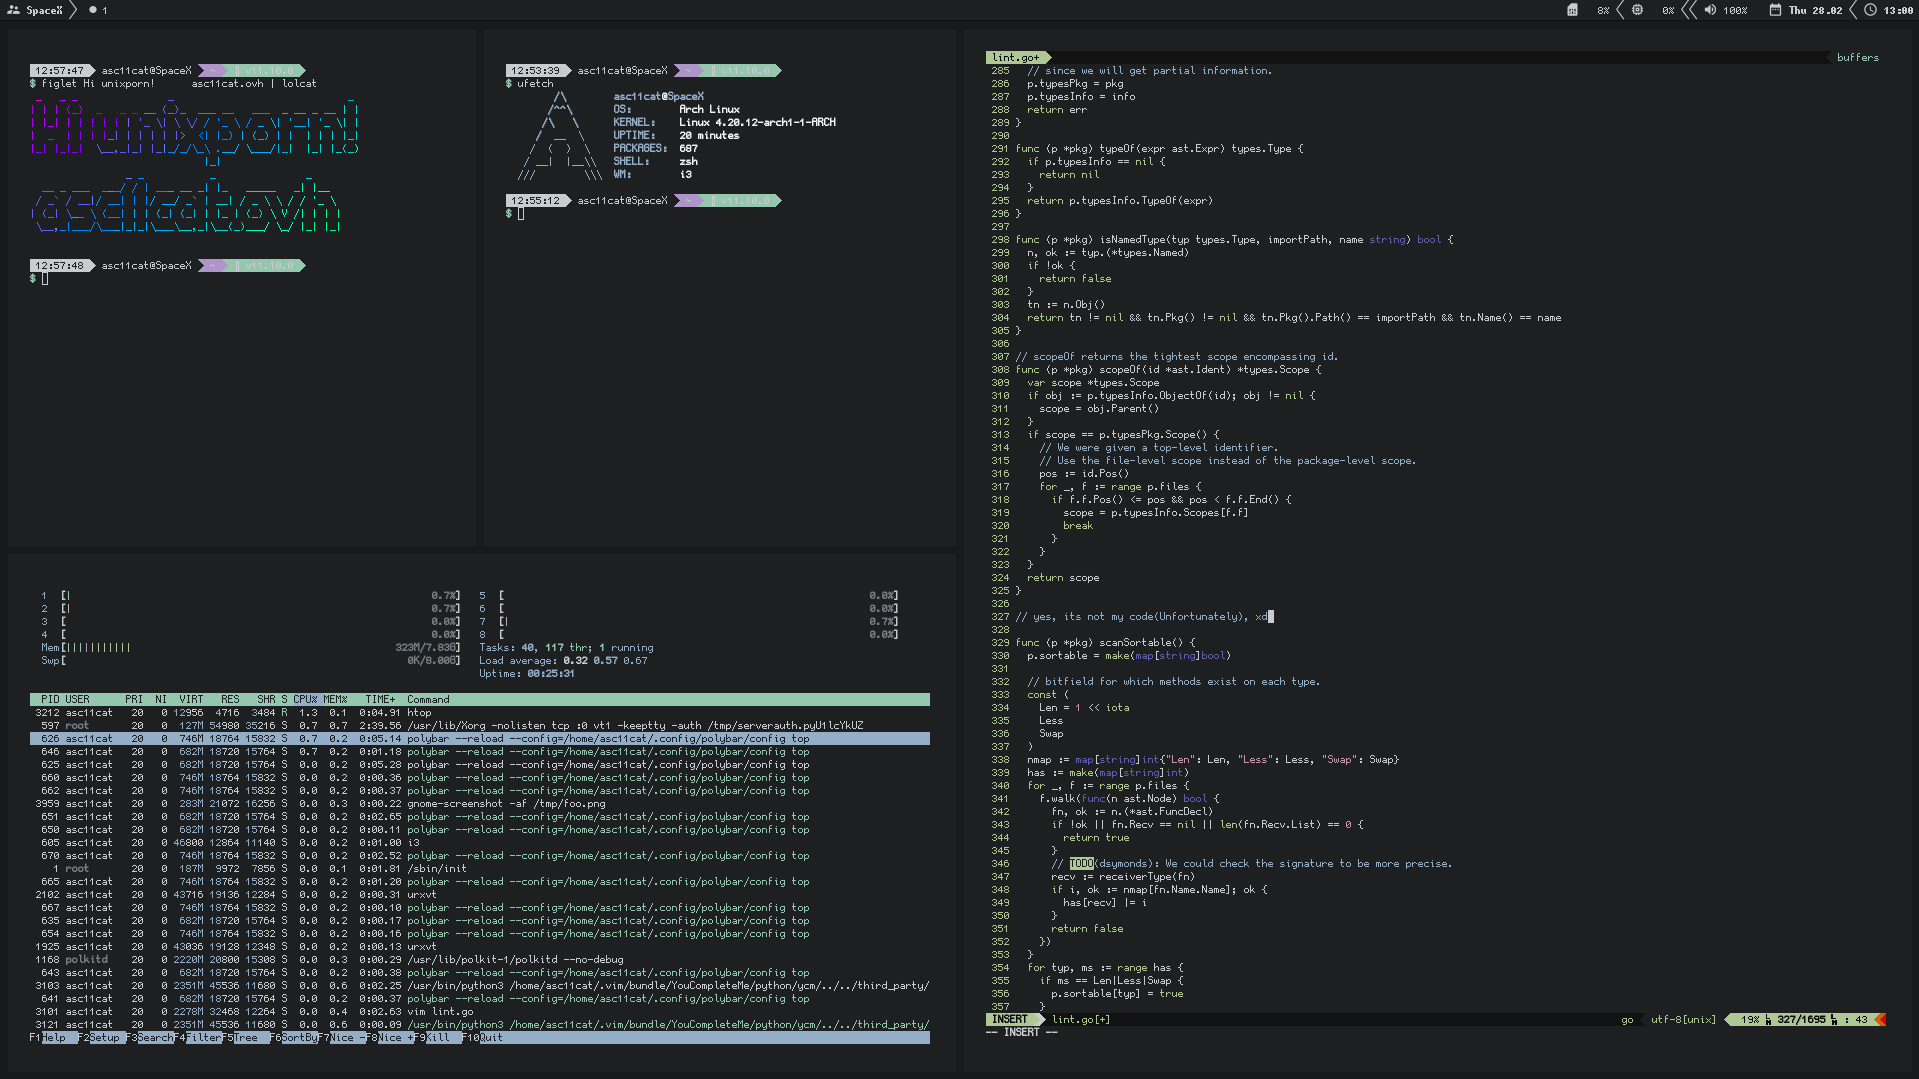 SpaceX 1 8% 0% 100% Thu 28.02 13:00
12:57:47 asc11cat@SpaceX ~ v11.10.0
$ figlet Hi unixporn!      asc11cat.ovh | lolcat
Hi unixporn!
asc11cat.ovh
12:57:48 asc11cat@SpaceX ~ v11.10.0
$
12:53:39 asc11cat@SpaceX ~ v11.10.0
$ ufetch
asc11cat@SpaceX
OS: Arch Linux
KERNEL: Linux 4.20.12-arch1-1-ARCH
UPTIME: 20 minutes
PACKAGES: 687
SHELL: zsh
WM: i3
12:55:12 asc11cat@SpaceX ~ v11.10.0
$
1 [| 0.7%] 5 [ 0.0%]
2 [| 0.7%] 6 [ 0.0%]
3 [ 0.0%] 7 [| 0.7%]
4 [ 0.0%] 8 [ 0.0%]
Mem[||||||||||| 323M/7.83G] Tasks: 40, 117 thr; 1 running
Swp[ 0K/8.00G] Load average: 0.32 0.57 0.67
Uptime: 00:25:31
PID USER PRI NI VIRT RES SHR S CPU% MEM% TIME+ Command
3212 asc11cat 20 0 12956 4716 3484 R 1.3 0.1 0:04.91 htop
597 root 20 0 127M 54980 35216 S 0.7 0.7 2:39.56 /usr/lib/Xorg -nolisten tcp :0 vt1 -keeptty -auth /tmp/serverauth.pyU1lcYkUZ
626 asc11cat 20 0 746M 18764 15832 S 0.7 0.2 0:05.14 polybar --reload --config=/home/asc11cat/.config/polybar/config top
646 asc11cat 20 0 682M 18720 15764 S 0.7 0.2 0:01.18 polybar --reload --config=/home/asc11cat/.config/polybar/config top
625 asc11cat 20 0 682M 18720 15764 S 0.0 0.2 0:05.28 polybar --reload --config=/home/asc11cat/.config/polybar/config top
660 asc11cat 20 0 746M 18764 15832 S 0.0 0.2 0:00.36 polybar --reload --config=/home/asc11cat/.config/polybar/config top
662 asc11cat 20 0 746M 18764 15832 S 0.0 0.2 0:00.37 polybar --reload --config=/home/asc11cat/.config/polybar/config top
3959 asc11cat 20 0 283M 21072 16256 S 0.0 0.3 0:00.22 gnome-screenshot -af /tmp/foo.png
651 asc11cat 20 0 682M 18720 15764 S 0.0 0.2 0:02.65 polybar --reload --config=/home/asc11cat/.config/polybar/config top
650 asc11cat 20 0 682M 18720 15764 S 0.0 0.2 0:00.11 polybar --reload --config=/home/asc11cat/.config/polybar/config top
605 asc11cat 20 0 46800 12864 11140 S 0.0 0.2 0:01.00 i3
670 asc11cat 20 0 746M 18764 15832 S 0.0 0.2 0:02.52 polybar --reload --config=/home/asc11cat/.config/polybar/config top
1 root 20 0 187M 9972 7856 S 0.0 0.1 0:01.81 /sbin/init
665 asc11cat 20 0 746M 18764 15832 S 0.0 0.2 0:01.20 polybar --reload --config=/home/asc11cat/.config/polybar/config top
2102 asc11cat 20 0 43716 19136 12284 S 0.0 0.2 0:00.31 urxvt
667 asc11cat 20 0 746M 18764 15832 S 0.0 0.2 0:00.10 polybar --reload --config=/home/asc11cat/.config/polybar/config top
635 asc11cat 20 0 682M 18720 15764 S 0.0 0.2 0:00.17 polybar --reload --config=/home/asc11cat/.config/polybar/config top
654 asc11cat 20 0 746M 18764 15832 S 0.0 0.2 0:00.16 polybar --reload --config=/home/asc11cat/.config/polybar/config top
1925 asc11cat 20 0 43036 19128 12348 S 0.0 0.2 0:00.13 urxvt
1168 polkitd 20 0 2220M 20800 15308 S 0.0 0.3 0:00.29 /usr/lib/polkit-1/polkitd --no-debug
643 asc11cat 20 0 682M 18720 15764 S 0.0 0.2 0:00.38 polybar --reload --config=/home/asc11cat/.config/polybar/config top
3103 asc11cat 20 0 2351M 45536 11680 S 0.0 0.6 0:02.25 /usr/bin/python3 /home/asc11cat/.vim/bundle/YouCompleteMe/python/ycm/../../third_party/
641 asc11cat 20 0 682M 18720 15764 S 0.0 0.2 0:00.37 polybar --reload --config=/home/asc11cat/.config/polybar/config top
3101 asc11cat 20 0 2278M 32468 12264 S 0.0 0.4 0:02.63 vim lint.go
3121 asc11cat 20 0 2351M 45536 11680 S 0.0 0.6 0:00.09 /usr/bin/python3 /home/asc11cat/.vim/bundle/YouCompleteMe/python/ycm/../../third_party/
F1Help F2Setup F3SearchF4FilterF5Tree F6SortByF7Nice -F8Nice +F9Kill F10Quit
lint.go+ buffers
285   // since we will get partial information.
286   p.typesPkg = pkg
287   p.typesInfo = info
288   return err
289 }
290
291 func (p *pkg) typeOf(expr ast.Expr) types.Type {
292   if p.typesInfo == nil {
293     return nil
294   }
295   return p.typesInfo.TypeOf(expr)
296 }
297
298 func (p *pkg) isNamedType(typ types.Type, importPath, name string) bool {
299   n, ok := typ.(*types.Named)
300   if !ok {
301     return false
302   }
303   tn := n.Obj()
304   return tn != nil && tn.Pkg() != nil && tn.Pkg().Path() == importPath && tn.Name() == name
305 }
306
307 // scopeOf returns the tightest scope encompassing id.
308 func (p *pkg) scopeOf(id *ast.Ident) *types.Scope {
309   var scope *types.Scope
310   if obj := p.typesInfo.ObjectOf(id); obj != nil {
311     scope = obj.Parent()
312   }
313   if scope == p.typesPkg.Scope() {
314     // We were given a top-level identifier.
315     // Use the file-level scope instead of the package-level scope.
316     pos := id.Pos()
317     for _, f := range p.files {
318       if f.f.Pos() <= pos && pos < f.f.End() {
319         scope = p.typesInfo.Scopes[f.f]
320         break
321       }
322     }
323   }
324   return scope
325 }
326
327 // yes, its not my code(Unfortunately), xd
328
329 func (p *pkg) scanSortable() {
330   p.sortable = make(map[string]bool)
331
332   // bitfield for which methods exist on each type.
333   const (
334     Len = 1 << iota
335     Less
336     Swap
337   )
338   nmap := map[string]int{"Len": Len, "Less": Less, "Swap": Swap}
339   has := make(map[string]int)
340   for _, f := range p.files {
341     f.walk(func(n ast.Node) bool {
342       fn, ok := n.(*ast.FuncDecl)
343       if !ok || fn.Recv == nil || len(fn.Recv.List) == 0 {
344         return true
345       }
346       // TODO(dsymonds): We could check the signature to be more precise.
347       recv := receiverType(fn)
348       if i, ok := nmap[fn.Name.Name]; ok {
349         has[recv] |= i
350       }
351       return false
352     })
353   }
354   for typ, ms := range has {
355     if ms == Len|Less|Swap {
356       p.sortable[typ] = true
357     }
INSERT lint.go[+] go utf-8[unix] 19% 327/1695 : 43
-- INSERT --